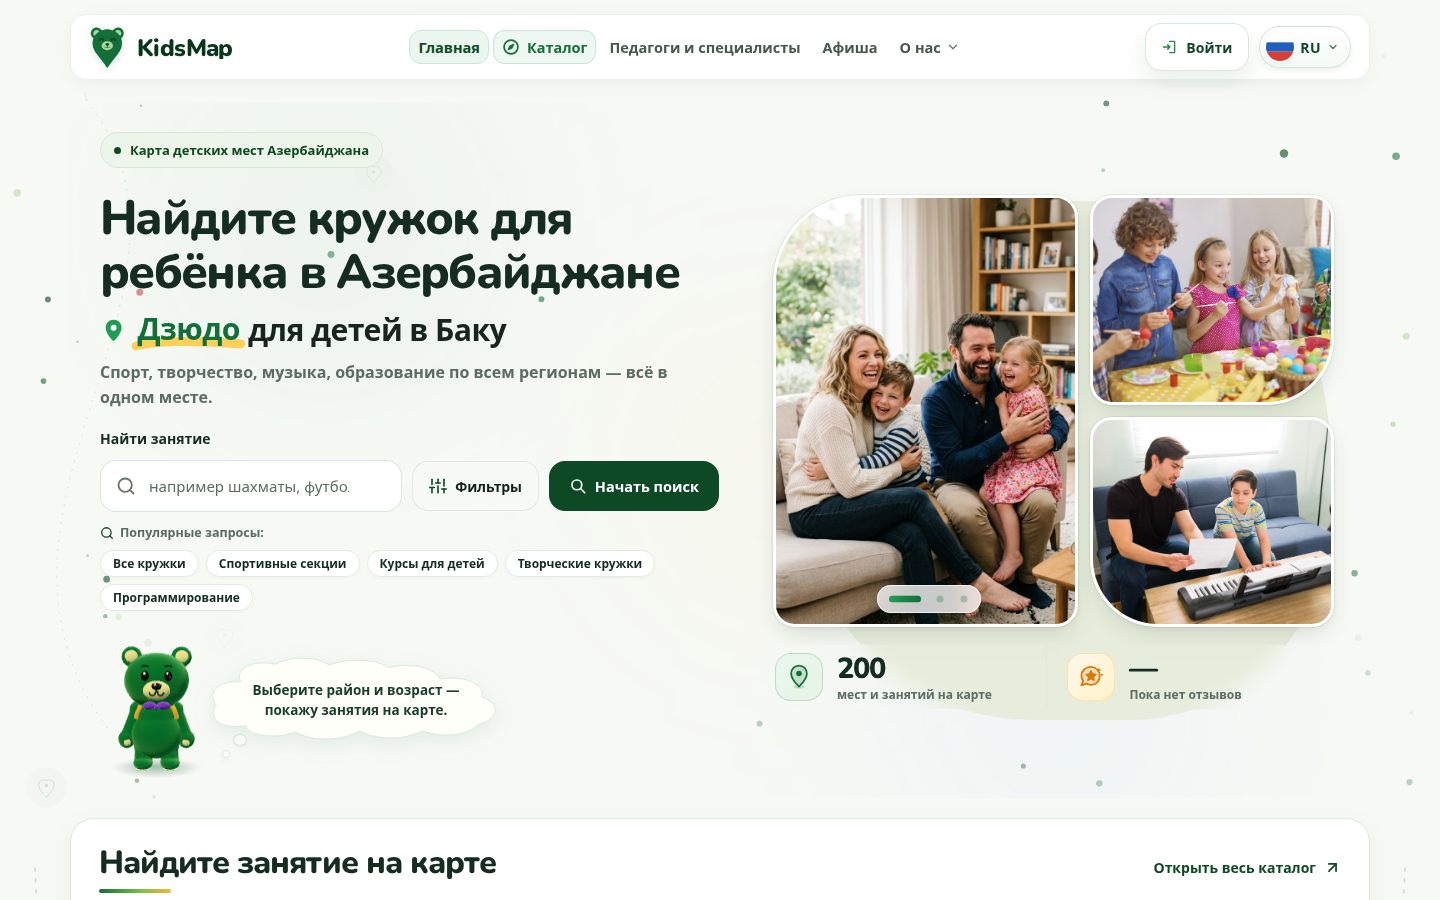 KidsMap
Главная
Каталог
Педагоги и специалисты
Афиша
О нас
Войти
RU
Карта детских мест Азербайджана
Найдите кружок для
ребёнка в Азербайджане
Дзюдо для детей в Баку
Спорт, творчество, музыка, образование по всем регионам — всё в
одном месте.
Найти занятие
например шахматы, футбо.
Фильтры
Начать поиск
Популярные запросы:
Все кружки
Спортивные секции
Курсы для детей
Творческие кружки
Программирование
Выберите район и возраст —
покажу занятия на карте.
200
мест и занятий на карте
—
Пока нет отзывов
Найдите занятие на карте
Открыть весь каталог